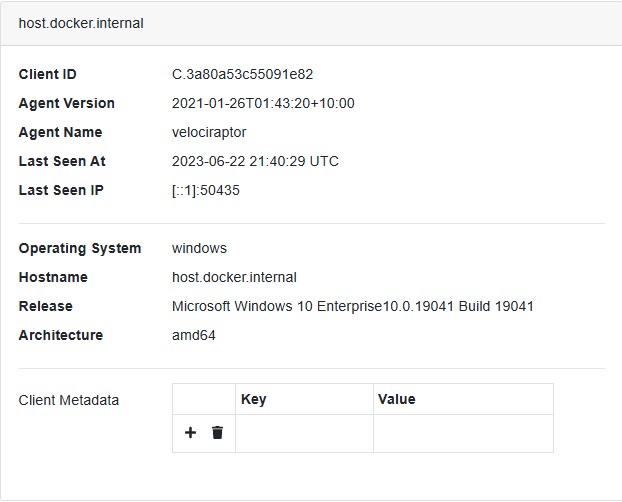 host.docker.internal
Client ID C.3a80a53c55091e82
Agent Version 2021-01-26T01:43:20+10:00
Agent Name velociraptor
Last Seen At 2023-06-22 21:40:29 UTC
Last Seen IP [::1]:50435
Operating System windows
Hostname host.docker.internal
Release Microsoft Windows 10 Enterprise10.0.19041 Build 19041
Architecture amd64
Client Metadata Key Value